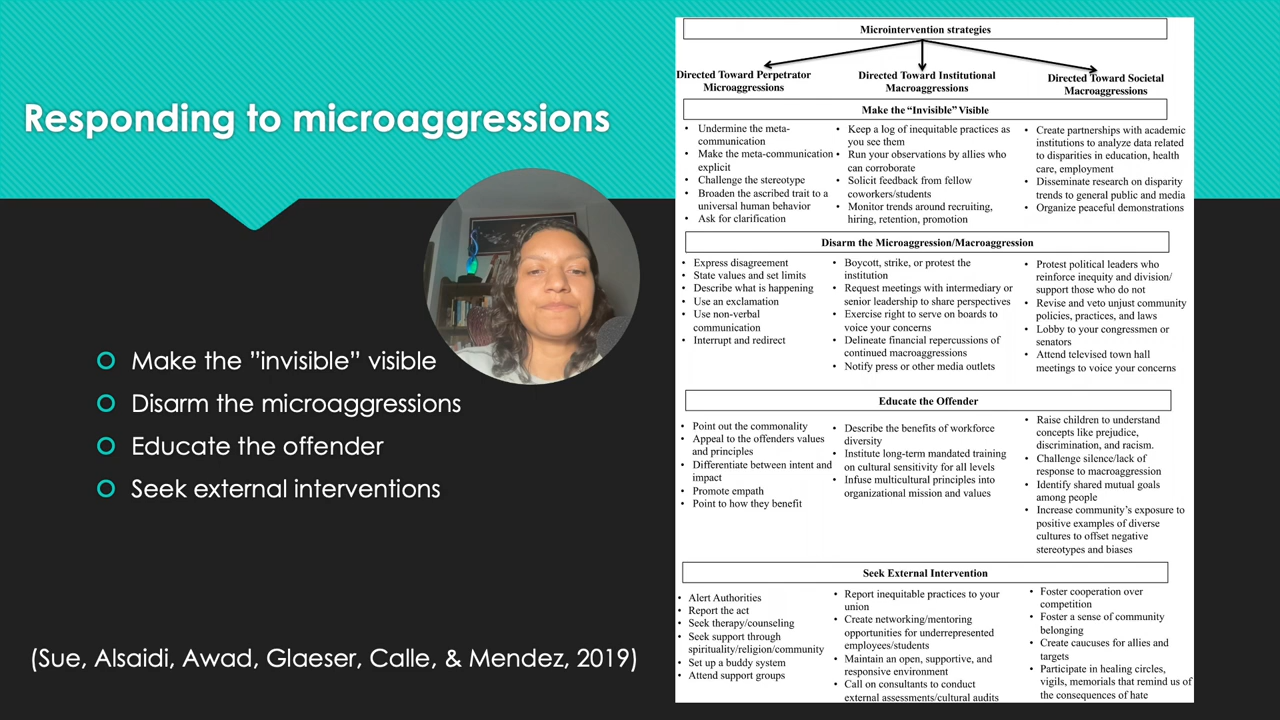 Responding to microaggressions
Make the ”invisible” visible
Disarm the microaggressions
Educate the offender
Seek external interventions
(Sue, Alsaidi, Awad, Glaeser, Calle, & Mendez, 2019)
Microintervention strategies
Directed Toward Perpetrator
Microaggressions
Directed Toward Institutional
Macroaggressions
Directed Toward Societal
Macroaggressions
Make the “Invisible” Visible
• Undermine the meta-
communication
• Make the meta-communication
explicit
• Challenge the stereotype
• Broaden the ascribed trait to a
universal human behavior
• Ask for clarification
• Keep a log of inequitable practices as
you see them
• Run your observations by allies who
can corroborate
• Solicit feedback from fellow
coworkers/students
• Monitor trends around recruiting,
hiring, retention, promotion
• Create partnerships with academic
institutions to analyze data related
to disparities in education, health
care, employment
• Disseminate research on disparity
trends to general public and media
• Organize peaceful demonstrations
Disarm the Microaggression/Macroaggression
• Express disagreement
• State values and set limits
• Describe what is happening
• Use an exclamation
• Use non-verbal
communication
• Interrupt and redirect
• Boycott, strike, or protest the
institution
• Request meetings with intermediary or
senior leadership to share perspectives
• Exercise right to serve on boards to
voice your concerns
• Delineate financial repercussions of
continued macroaggressions
• Notify press or other media outlets
• Protest political leaders who
reinforce inequity and division/
support those who do not
• Revise and veto unjust community
policies, practices, and laws
• Lobby to your congressmen or
senators
• Attend televised town hall
meetings to voice your concerns
Educate the Offender
• Point out the commonality
• Appeal to the offenders values
and principles
• Differentiate between intent and
impact
• Promote empath
• Point to how they benefit
• Describe the benefits of workforce
diversity
• Institute long-term mandated training
on cultural sensitivity for all levels
• Infuse multicultural principles into
organizational mission and values
• Raise children to understand
concepts like prejudice,
discrimination, and racism.
• Challenge silence/lack of
response to macroaggression
• Identify shared mutual goals
among people
• Increase community’s exposure to
positive examples of diverse
cultures to offset negative
stereotypes and biases
Seek External Intervention
• Alert Authorities
• Report the act
• Seek therapy/counseling
• Seek support through
spirituality/religion/community
• Set up a buddy system
• Attend support groups
• Report inequitable practices to your
union
• Create networking/mentoring
opportunities for underrepresented
employees/students
• Maintain an open, supportive, and
responsive environment
• Call on consultants to conduct
external assessments/cultural audits
• Foster cooperation over
competition
• Foster a sense of community
belonging
• Create caucuses for allies and
targets
• Participate in healing circles,
vigils, memorials that remind us of
the consequences of hate